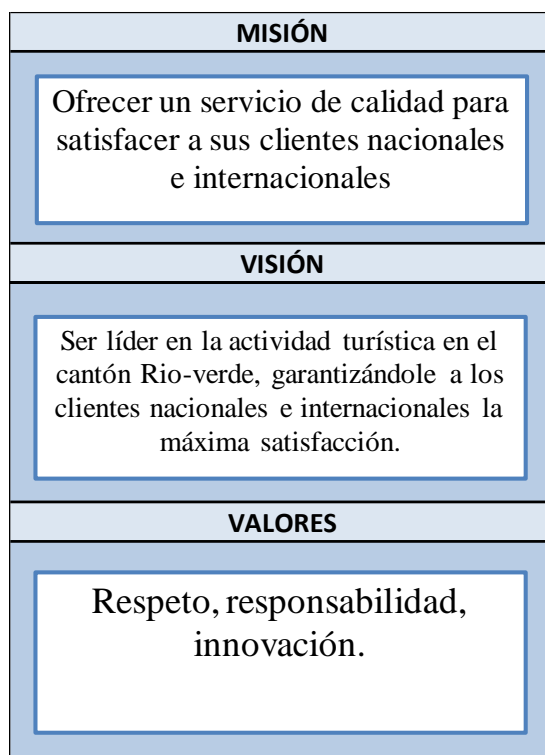 MISIÓN
Ofrecer un servicio de calidad para
satisfacer a sus clientes nacionales
e internacionales
VISIÓN
Ser líder en la actividad turística en el
cantón Rio-verde, garantizándole a los
clientes nacionales e internacionales la
máxima satisfacción.
VALORES
Respeto, responsabilidad,
innovación.